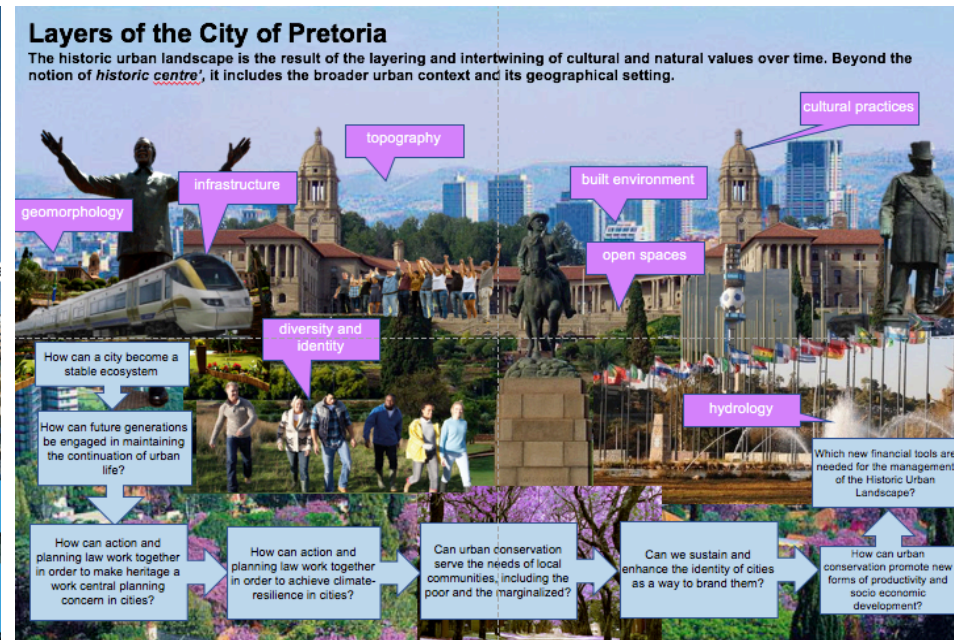 Layers of the City of Pretoria
The historic urban landscape is the result of the layering and intertwining of cultural and natural values over time. Beyond the
notion of historic centre', it includes the broader urban context and its geographical setting.
cultural practices
topography
infrastructure
built environment
geomorphology
open spaces
diversity and
identity
hydrology
How can a city become a
stable ecosystem
How can future generations
be engaged in maintaining
the continuation of urban
life?
How can action and
planning law work together
in order to make heritage a
work central planning
concern in cities?
How can action and
planning law work together
in order to achieve climate-
resilience in cities?
Can urban conservation
serve the needs of local
communities, including the
poor and the marginalized?
Can we sustain and
enhance the identity of cities
as a way to brand them?
How can urban
conservation promote new
forms of productivity and
socio economic
development?
Which new financial tools are
needed for the management
of the Historic Urban
Landscape?